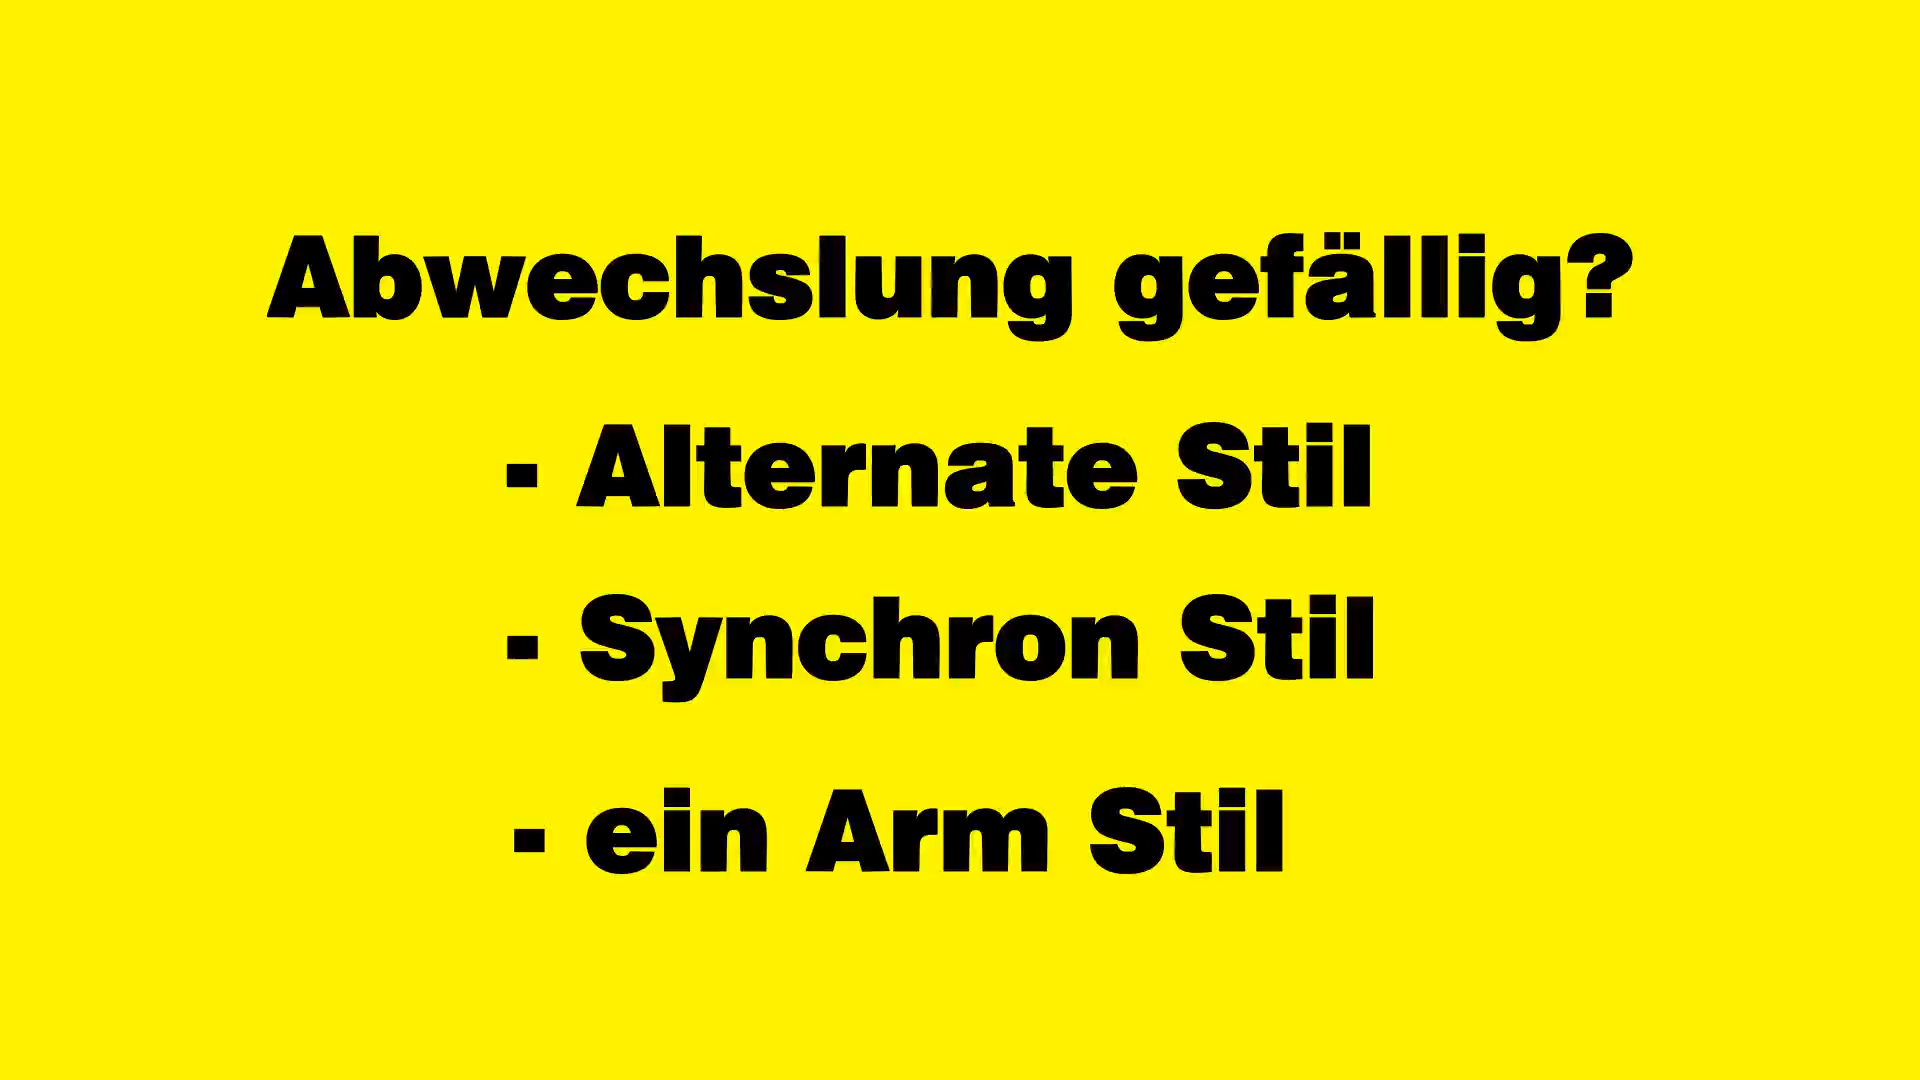 Abwechslung gefällig?
- Alternate Stil
- Synchron Stil
- ein Arm Stil